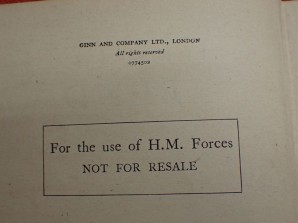 GINN AND COMPANY LTD., LONDON
All rights reserved
For the use of H.M. Forces
NOT FOR RESALE